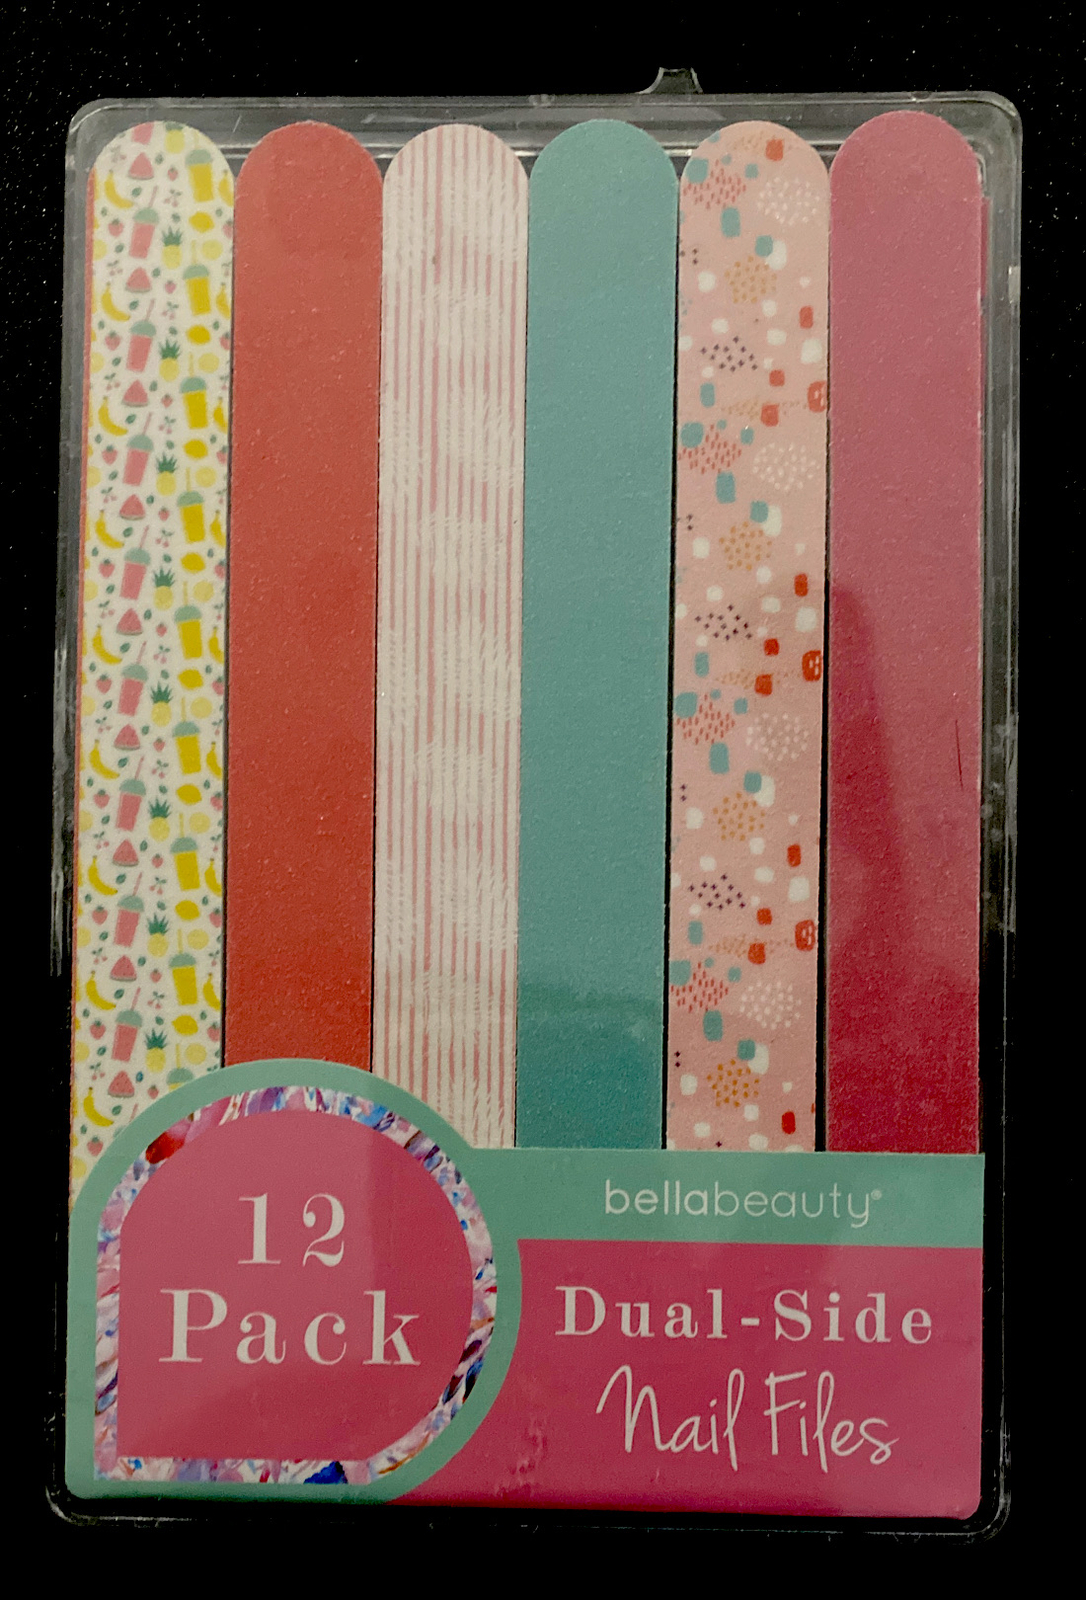 12
Pack
bellabeauty®
Dual-Side
Nail Files